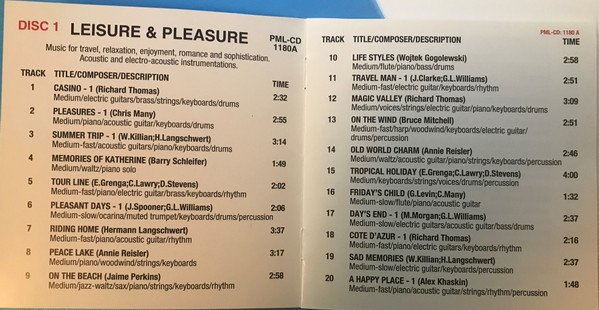 DISC 1 LEISURE & PLEASURE PML-CD
1180A
Music for travel, relaxation, enjoyment, romance and sophistication.
Acoustic and electro-acoustic instrumentations.
TRACK TITLE/COMPOSER/DESCRIPTION TIME
1 CASINO - 1 (Richard Thomas)
Medium/electric guitars/brass/strings/keyboards/drums 2:32
2 PLEASURES - 1 (Chris Many)
Medium/piano/acoustic guitar/keyboards/drums 2:55
3 SUMMER TRIP - 1 (W.Killian;H.Langschwert)
Medium-fast/acoustic guitars/piano/keyboards/drums 3:14
4 MEMORIES OF KATHERINE (Barry Schleifer)
Medium/waltz/piano solo 1:49
5 TOUR LINE (E.Grenga;C.Lawry;D.Stevens)
Medium-fast/piano/electric guitar/brass/keyboards/rhythm 2:02
6 PLEASANT DAYS - 1 (J.Spooner;G.L.Williams) 2:06
Medium-slow/ocarina/muted trumpet/keyboards/drums/percussion
7 RIDING HOME (Hermann Langschwert) 3:37
Medium-fast/piano/acoustic guitar/rhythm
8 PEACE LAKE (Annie Reisler) 3:17
Medium/piano/woodwind/strings/keyboards
9 ON THE BEACH (Jaime Perkins) 2:58
Medium/jazz-waltz/sax/piano/strings/keyboards/rhythm
PML-CD: 1180 A
TRACK TITLE/COMPOSER/DESCRIPTION TIME
10 LIFE STYLES (Wojtek Gogolewski) 2:58
Medium/flute/piano/bass/drums
11 TRAVEL MAN - 1 (J.Clarke;G.L.Williams) 2:51
Medium-fast/electric guitar/keyboards/rhythm
12 MAGIC VALLEY (Richard Thomas) 3:09
Medium/voices/strings/piano/electric guitar/keyboards/drums
13 ON THE WIND (Bruce Mitchell) 2:51
Medium-fast/harp/woodwind/keyboards/electric guitar/
drums/percussion
14 OLD WORLD CHARM (Annie Reisler) 2:46
Medium/waltz/acoustic guitar/piano/strings/keyboards/percussion
15 TROPICAL HOLIDAY (E.Grenga;C.Lawry;D.Stevens) 4:00
Medium/keyboards/strings/voices/drums/percussion
16 FRIDAY'S CHILD (G.Levin;C.Many) 1:32
Medium-slow/flute/piano/acoustic guitar
17 DAY'S END - 1 (M.Morgan;G.L.Williams) 2:37
Medium-slow/electric guitars/acoustic guitar/bass/drums
18 COTE D'AZUR - 1 (Richard Thomas) 2:16
Medium-fast/piano/electric guitars/keyboards/rhythm
19 SAD MEMORIES (W.Killian;H.Langschwert) 2:37
Medium-slow/electric guitar/keyboards/percussion
20 A HAPPY PLACE - 1 (Alex Khaskin) 1:48
Medium-fast/piano/acoustic guitar/strings/rhythm/percussion